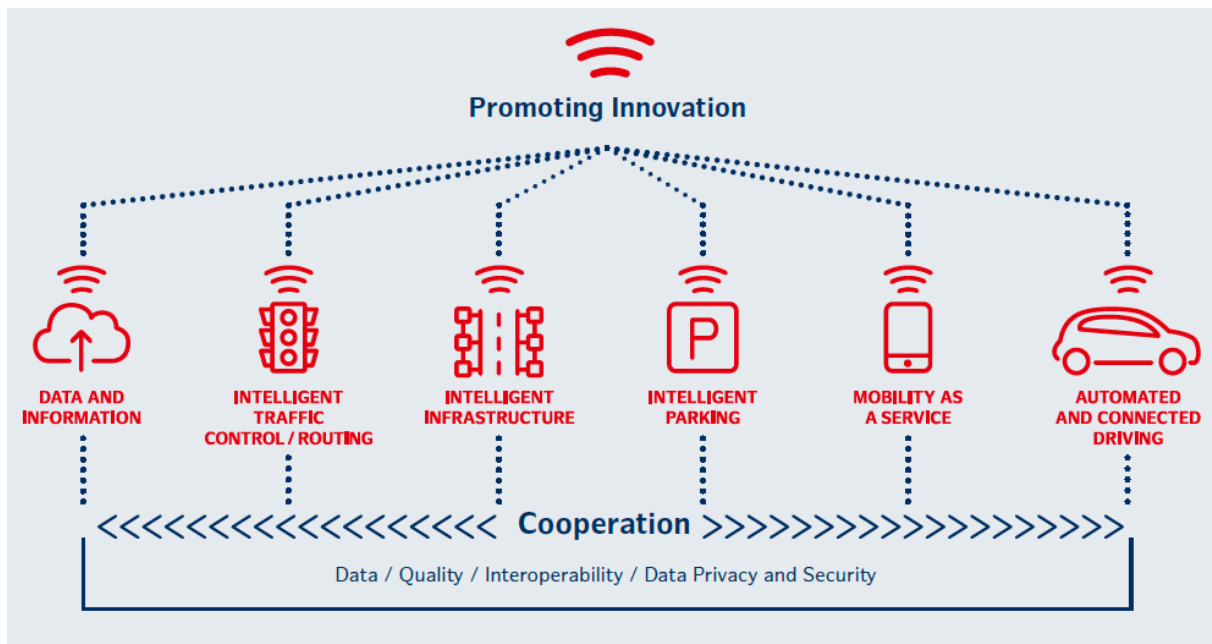 Promoting Innovation
DATA AND
INFORMATION
INTELLIGENT
TRAFFIC
CONTROL / ROUTING
INTELLIGENT
INFRASTRUCTURE
P
INTELLIGENT
PARKING
MOBILITY AS
A SERVICE
AUTOMATED
AND CONNECTED
DRIVING
Cooperation
Data / Quality / Interoperability / Data Privacy and Security